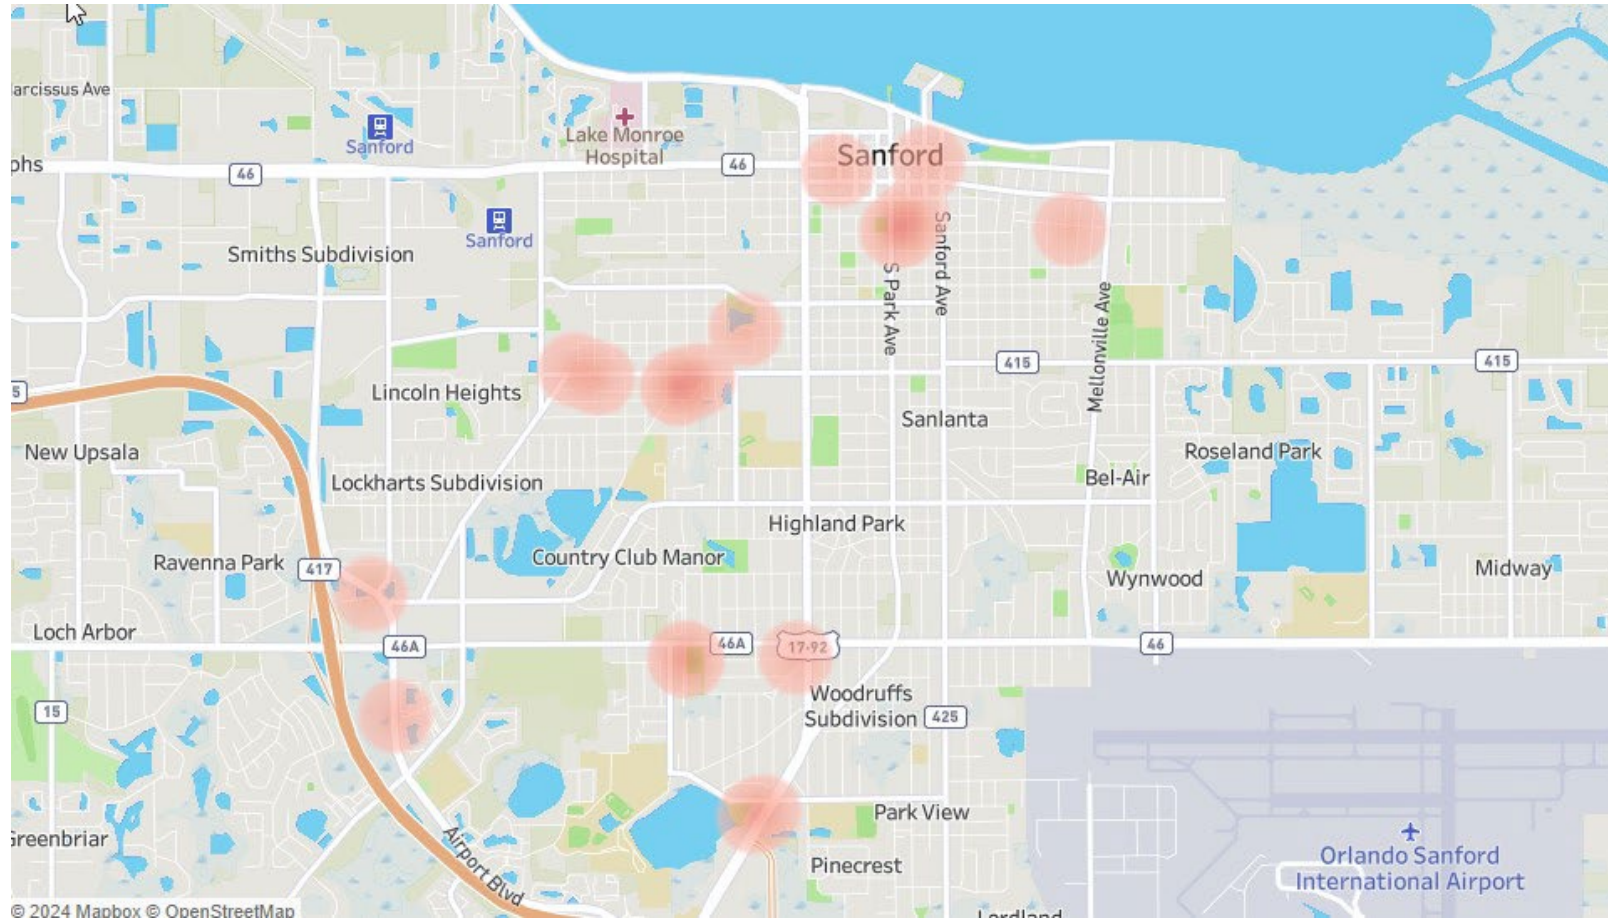 arcissus Ave
Sanford
Lake Monroe
Hospital
Sanford
phs
46
46
Sanford
Smiths Subdivision
Sanford Ave
S Park Ave
Mellonville Ave
415
415
5
Lincoln Heights
Sanlanta
New Upsala
Roseland Park
Lockharts Subdivision
Bel-Air
Highland Park
Country Club Manor
Ravenna Park
417
Wynwood
Midway
Loch Arbor
46A
46A
17-92
46
Woodruffs
Subdivision
15
425
Park View
Greenbriar
Airport Blvd
Pinecrest
Orlando Sanford
International Airport
© 2024 Mapbox © OpenStreetMap
Lordland